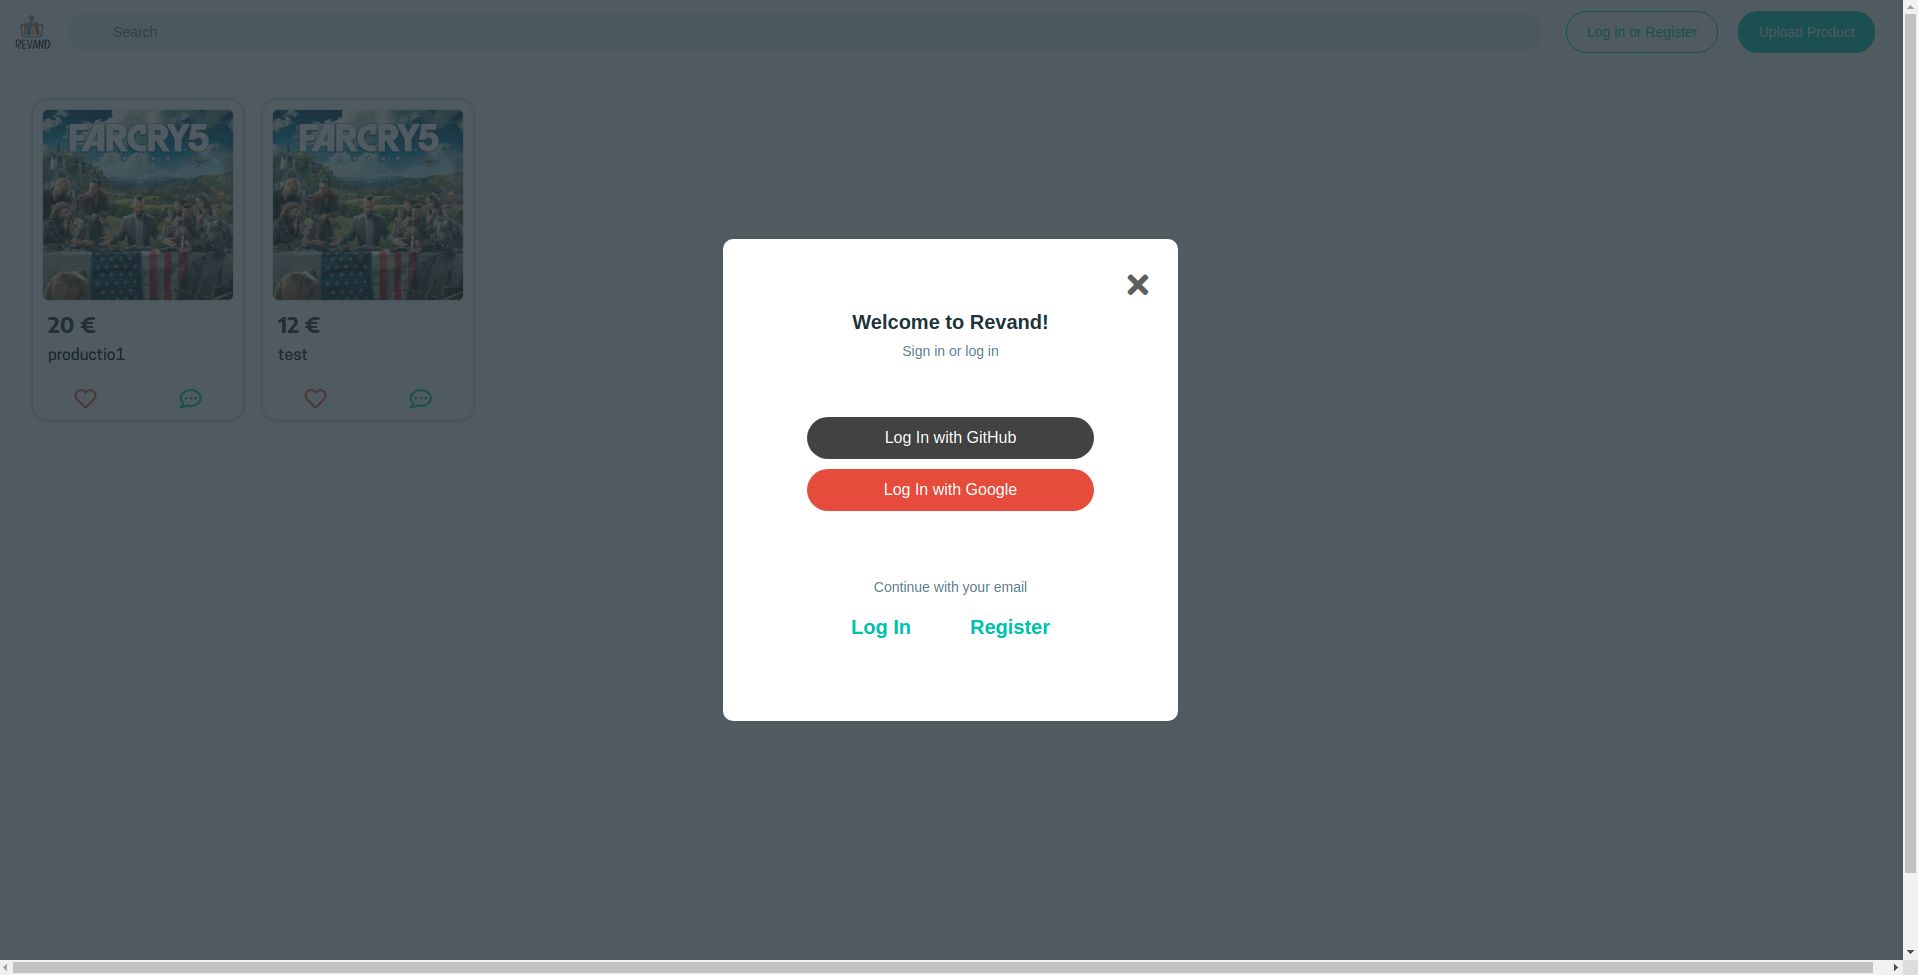 REVAND
Search
Log in or Register
Upload Product
FARCRY5
FARCRY5
20 €
productio1
12 €
test
Welcome to Revand!
Sign in or log in
Log In with GitHub
Log In with Google
Continue with your email
Log In
Register